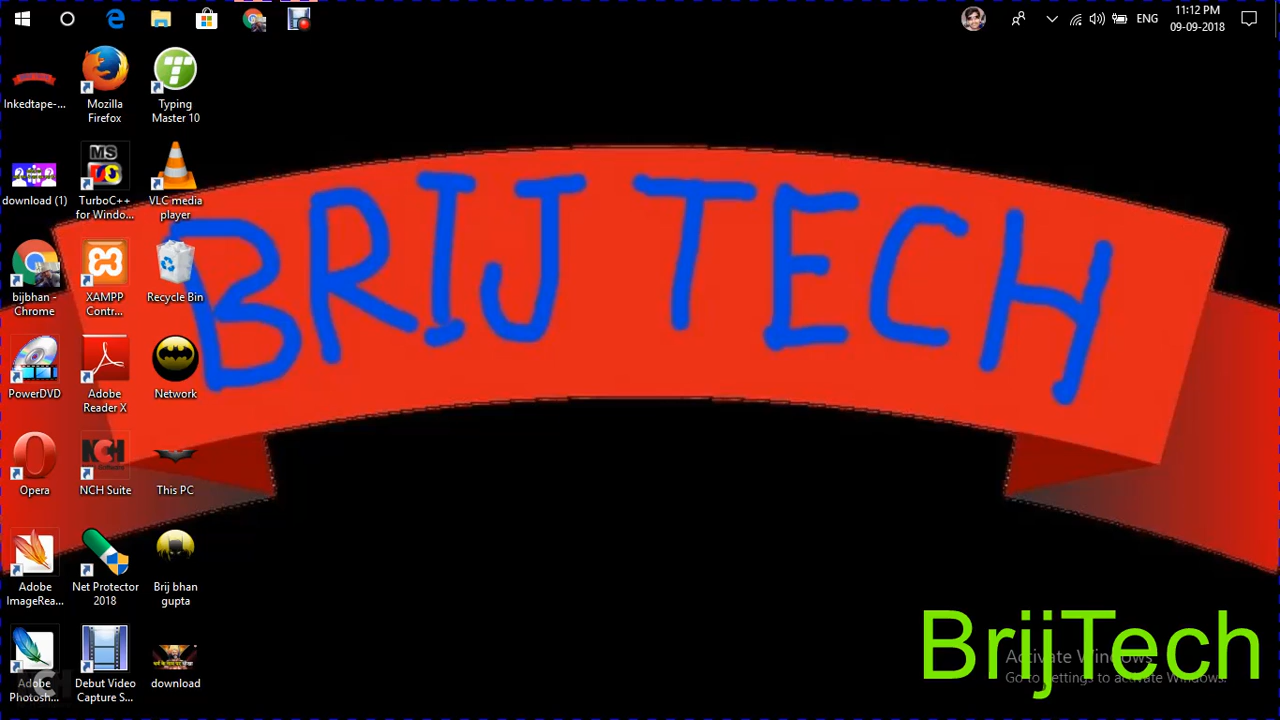 11:12 PM
ENG
09-09-2018
Inkedtape-...
Mozilla
Firefox
Typing
Master 10
download (1)
MS
TurboC++
for Windo...
VLC media
player
BRIJ TECH
bijbhan -
Chrome
XAMPP
Contr...
Recycle Bin
PowerDVD
Adobe
Reader X
Network
Opera
NCH
NCH Suite
This PC
Adobe
ImageRea...
Net Protector
2018
Brij bhan
gupta
Adobe
Photosh...
Debut Video
Capture S...
download
BrijTech
Activate Windows
Go to Settings to activate Windows.